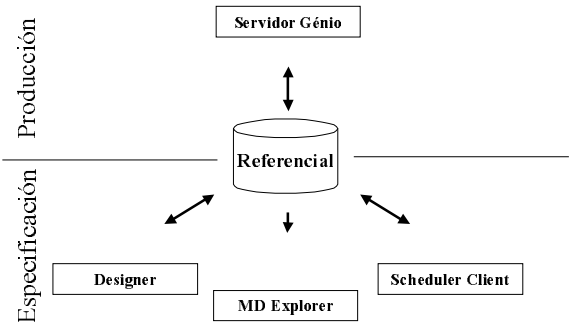 Servidor Génio
Producción
Referencial
Especificación
Designer
MD Explorer
Scheduler Client